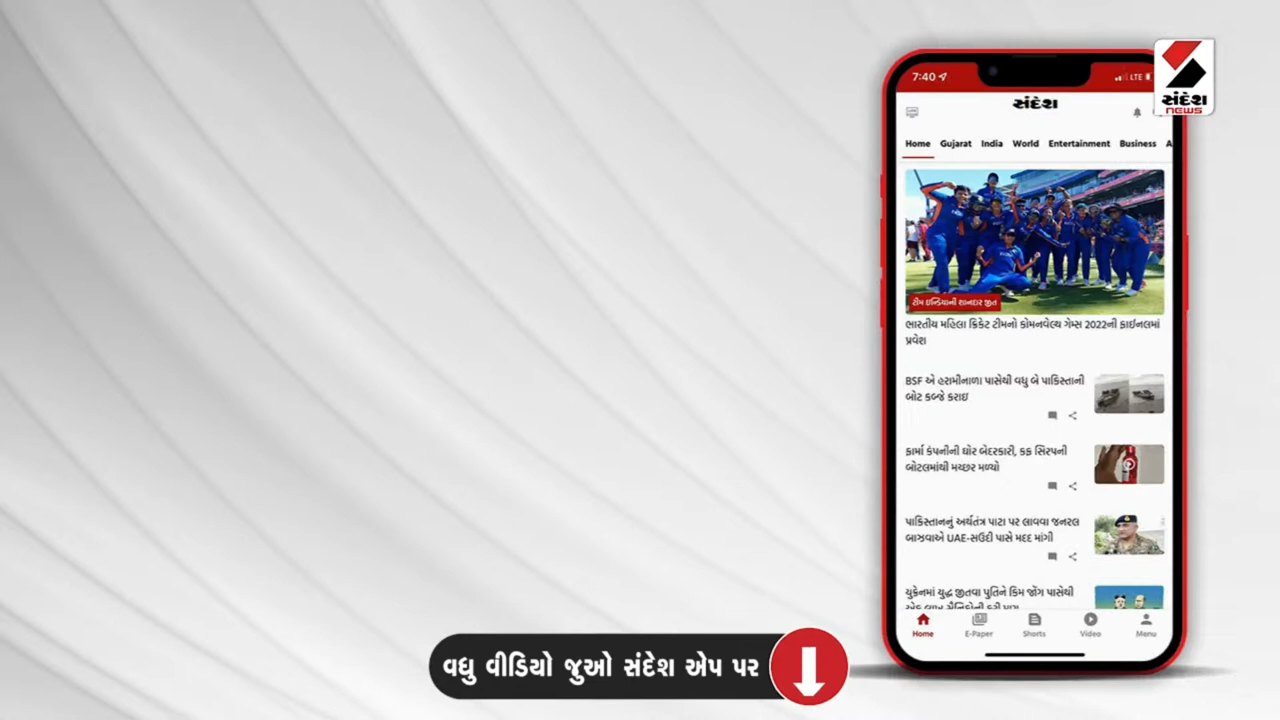 સંદેશ
NEWS
7:40
LTE
સંદેશ
Home Gujarat India World Entertainment Business A
ટીમ ઇન્ડિયાની શાનદાર જીત
ભારતીય મહિલા ક્રિકેટ ટીમનો કોમનવેલ્થ ગેમ્સ 2022ની ફાઈનલમાં
પ્રવેશ
BSF એ હરામીનાળા પાસેથી વધુ બે પાકિસ્તાની
બોટ કબ્જે કરાઇ
ફાર્મા કંપનીની ઘોર બેદરકારી, કફ સિરપની
બોટલમાંથી મચ્છર મળ્યો
પાકિસ્તાનનું અર્થતંત્ર પાટા પર લાવવા જનરલ
બાઝવાએ UAE-સઉદી પાસે મદદ માંગી
યુક્રેનમાં યુદ્ધ જીતવા પુતિને કિમ જોંગ પાસેથી
Home E-Paper Shorts Video Menu
વધુ વીડિયો જુઓ સંદેશ એપ પર